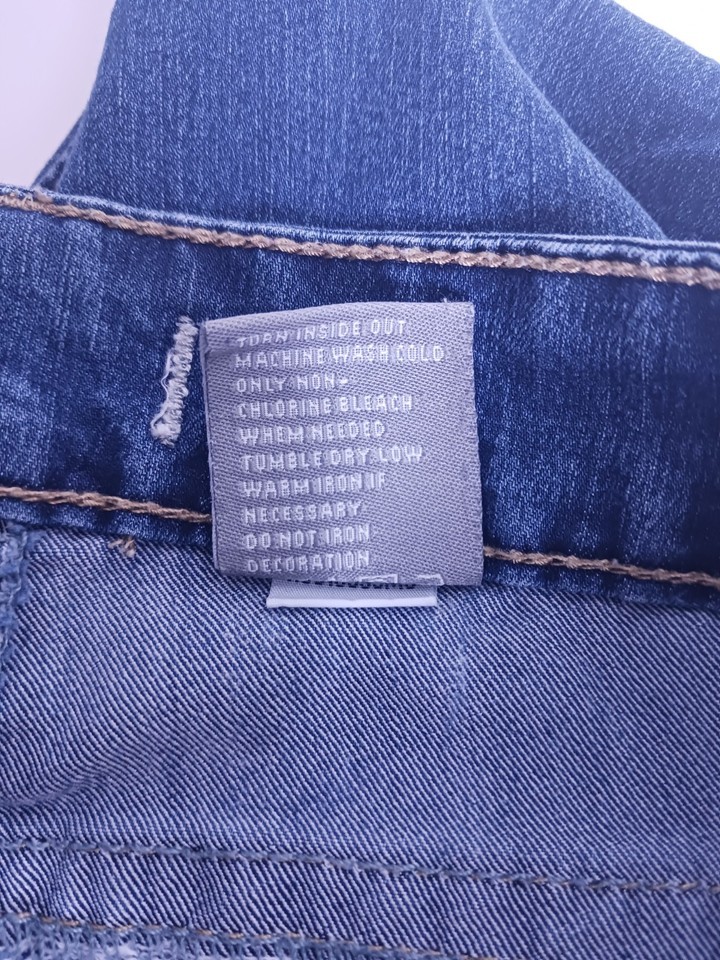 TURN INSIDE OUT
MACHINE WASH COLD
ONLY NON-
CHLORINE BLEACH
WHEM NEEDED
TUMBLE DRY LOW
WARM IRON IF
NECESSARY
DO NOT IRON
DECORATION